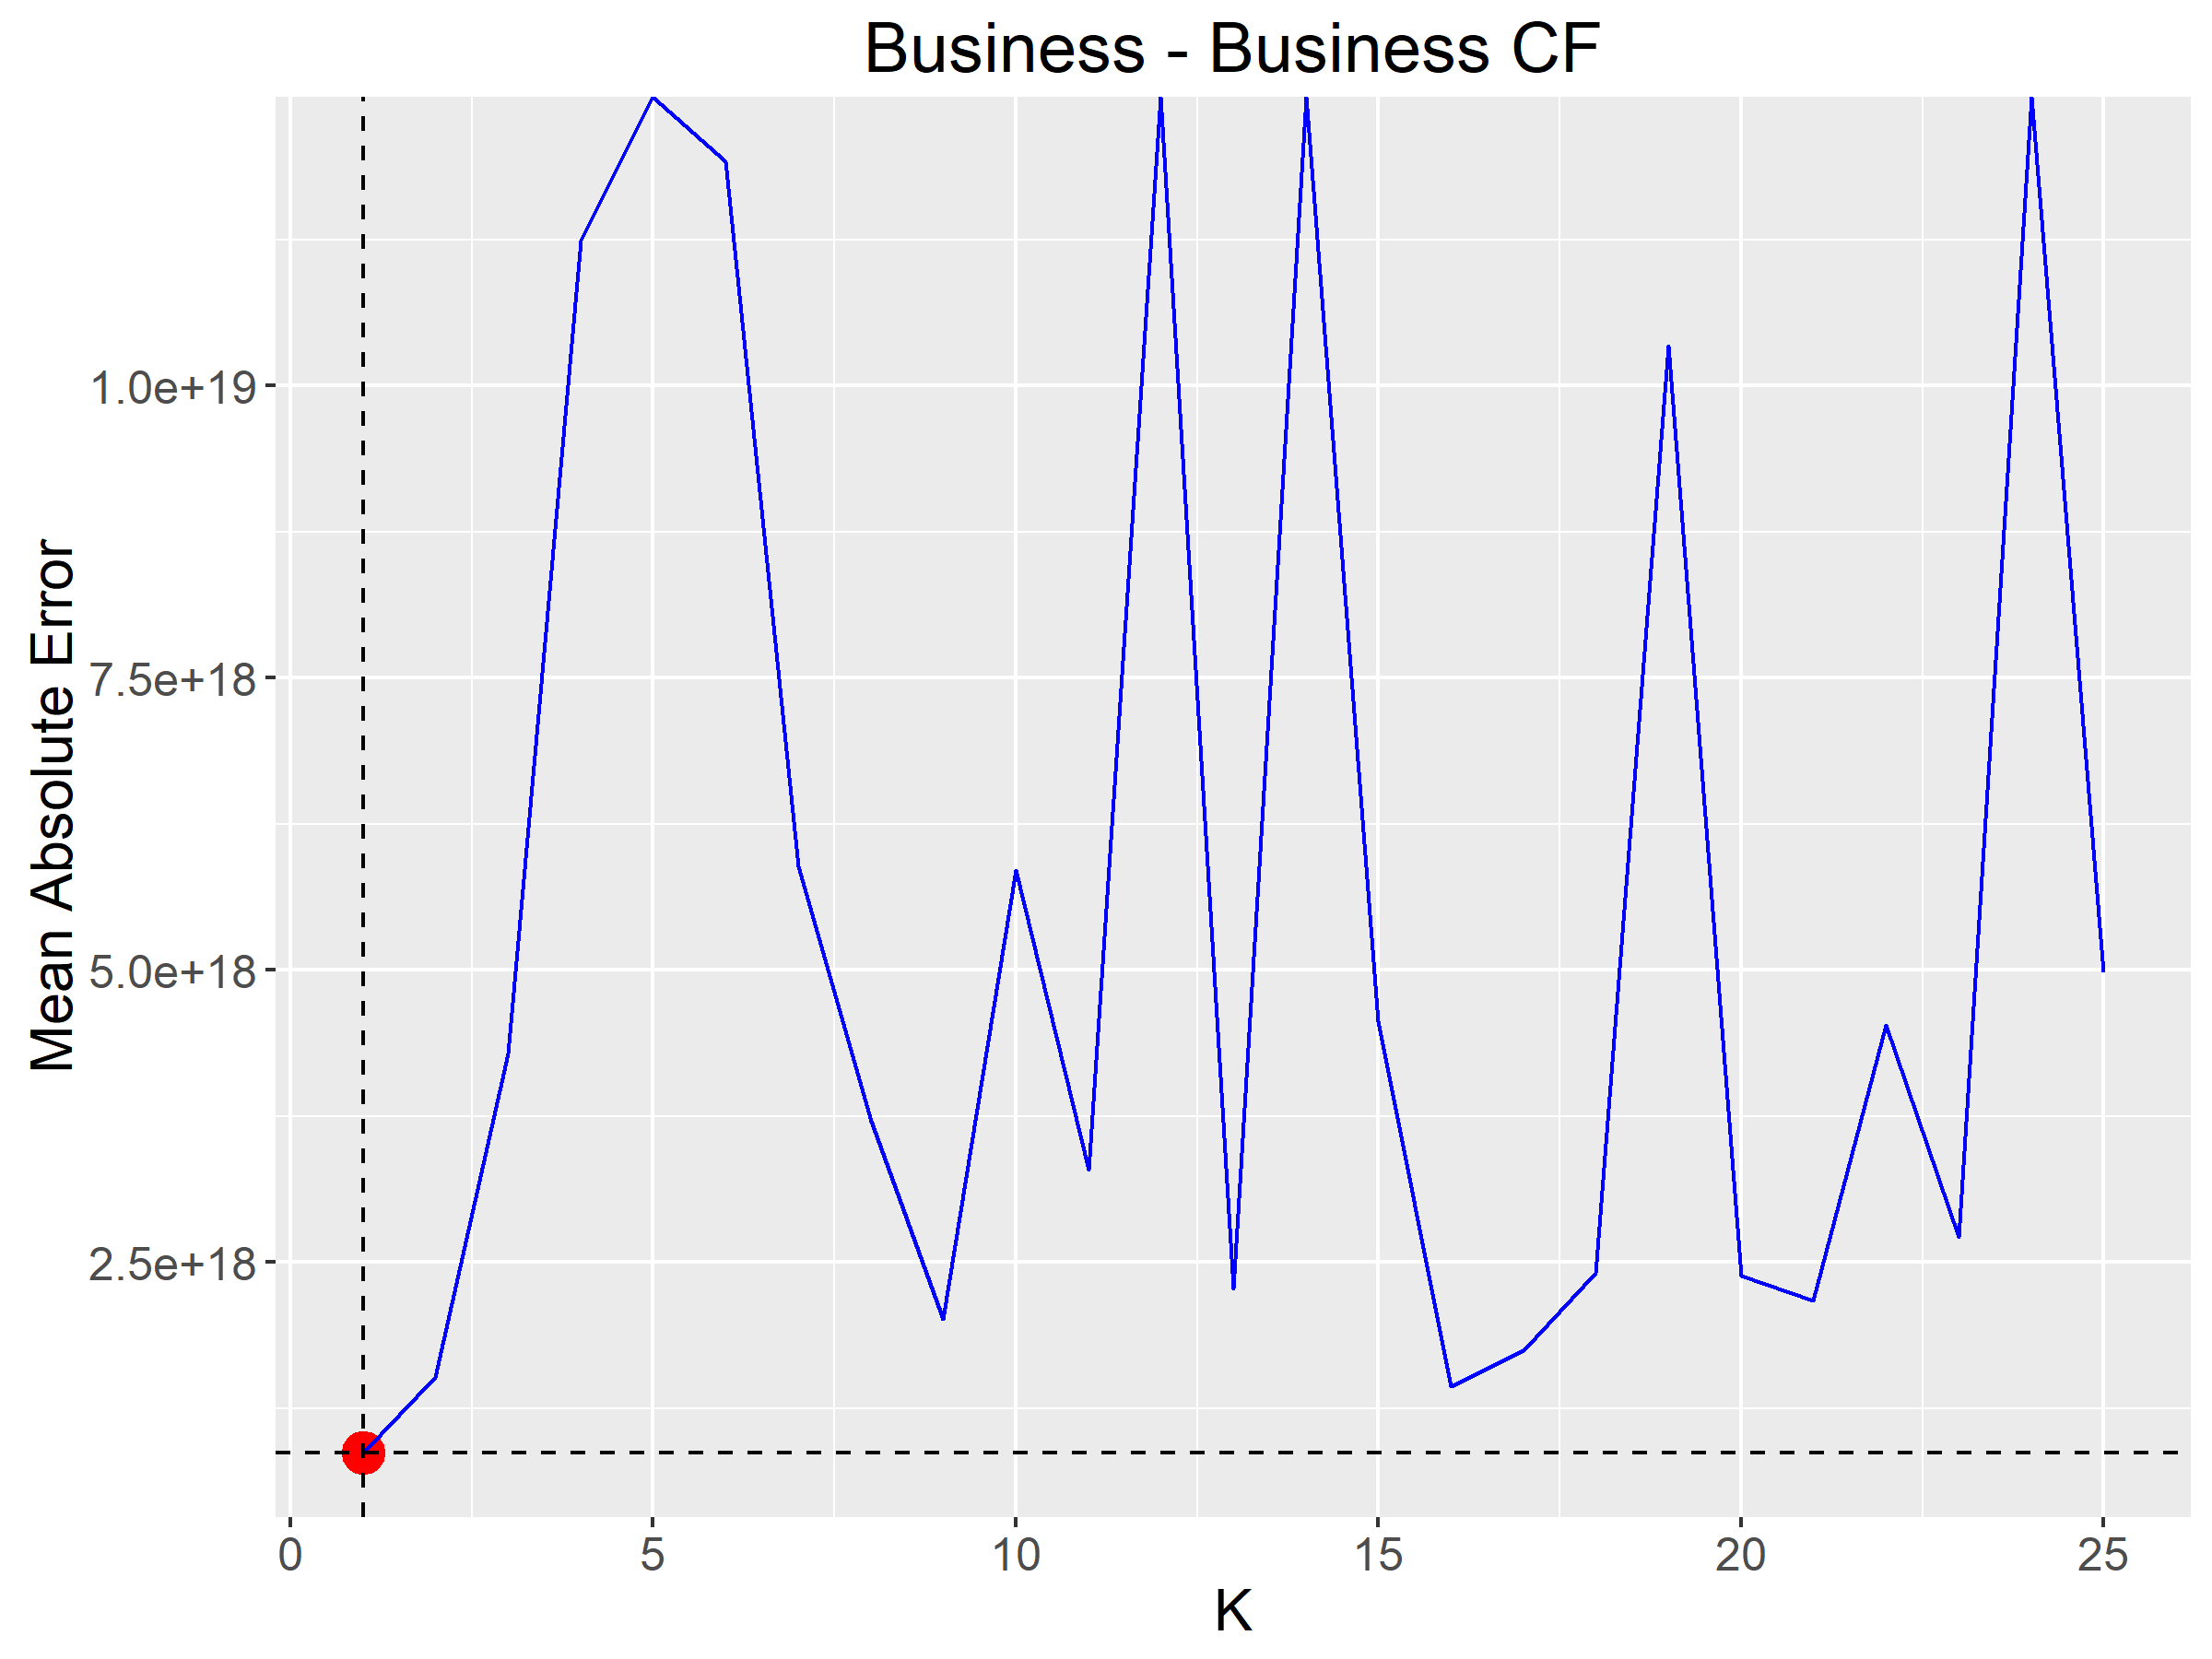 Business - Business CF
Mean Absolute Error
1.0e+19
7.5e+18
5.0e+18
2.5e+18
0 5 10 15 20 25
K